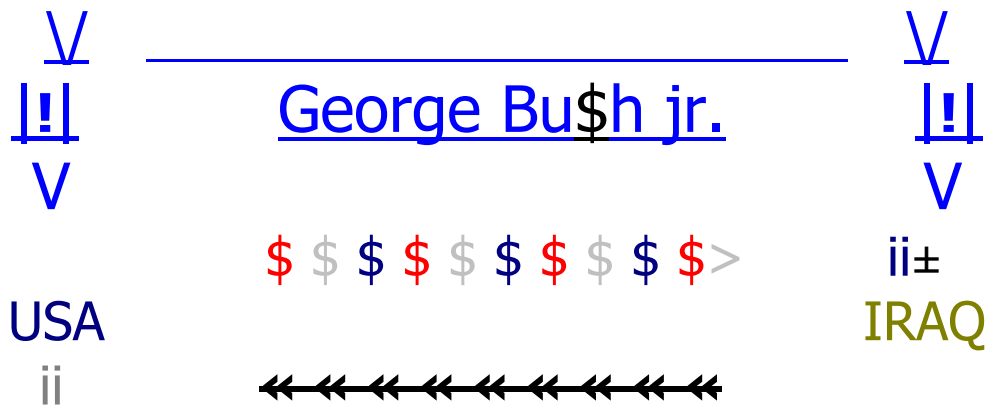 \/ \/
|!| George Bu$h jr. |!|
V V
$ $ $ $ $ $ $ $ $ $> ii±
USA IRAQ
ii